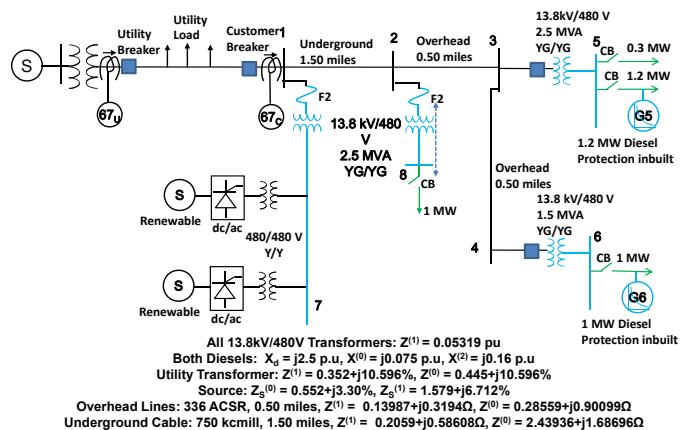 S
67U
Utility
Breaker
Utility
Load
Customer
Breaker
67C
1
Underground
1.50 miles
2
Overhead
0.50 miles
3
13.8kV/480 V
2.5 MVA
YG/YG
5
CB
0.3 MW
CB
1.2 MW
G5
1.2 MW Diesel
Protection inbuilt
F2
13.8 kV/480
V
2.5 MVA
YG/YG
F2
8
CB
1 MW
Overhead
0.50 miles
4
13.8 kV/480 V
1.5 MVA
YG/YG
6
CB
1 MW
G6
1 MW Diesel
Protection inbuilt
S
Renewable
dc/ac
480/480 V
Y/Y
S
Renewable
dc/ac
7
All 13.8kV/480V Transformers: Z(1) = 0.05319 pu
Both Diesels: Xd = j2.5 p.u, X(0) = j0.075 p.u, X(2) = j0.16 p.u
Utility Transformer: Z(1) = 0.352+j10.596%, Z(0) = 0.445+j10.596%
Source: ZS(0) = 0.552+j3.30%, ZS(1) = 1.579+j6.712%
Overhead Lines: 336 ACSR, 0.50 miles, Z(1) = 0.13987+j0.3194Ω, Z(0) = 0.28559+j0.90099Ω
Underground Cable: 750 kcmill, 1.50 miles, Z(1) = 0.2059+j0.58608Ω, Z(0) = 2.43936+j1.68696Ω